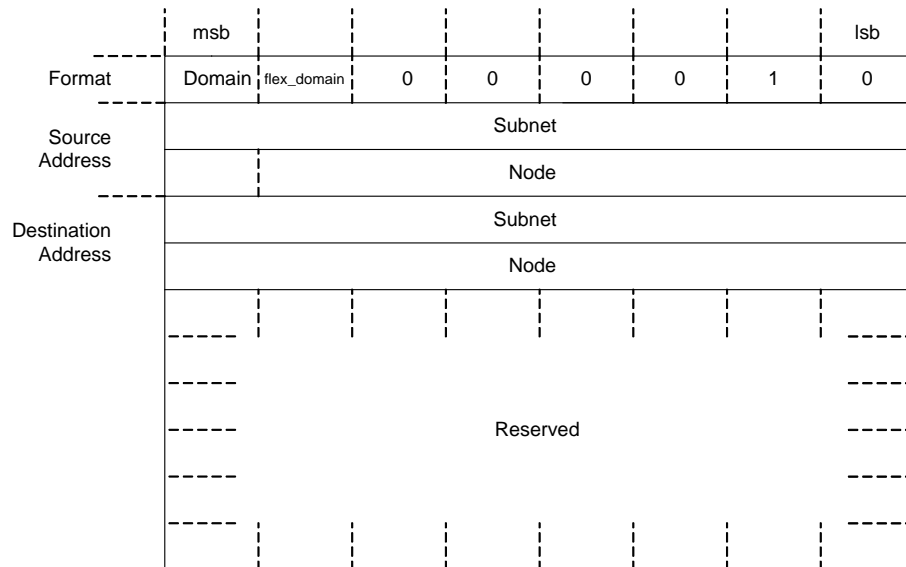 msb lsb
Format Domain flex_domain 0 0 0 0 1 0
Source
Address
Subnet
Node
Destination
Address
Subnet
Node
Reserved